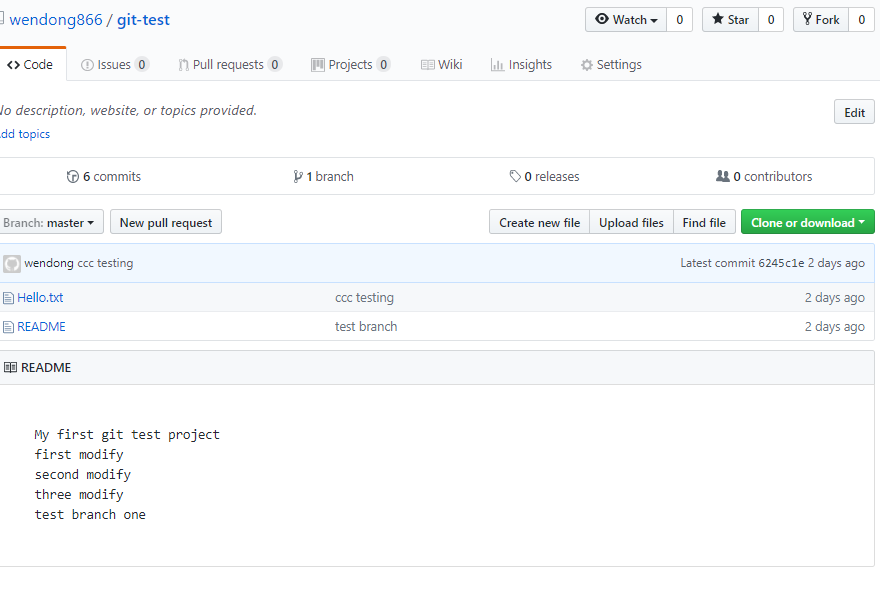 wendong866 / git-test Watch 0 Star 0 Fork 0
Code Issues 0 Pull requests 0 Projects 0 Wiki Insights Settings
No description, website, or topics provided. Edit
add topics
6 commits 1 branch 0 releases 0 contributors
Branch: master New pull request Create new file Upload files Find file Clone or download
wendong ccc testing Latest commit 6245c1e 2 days ago
Hello.txt ccc testing 2 days ago
README test branch 2 days ago
README
My first git test project
first modify
second modify
three modify
test branch one